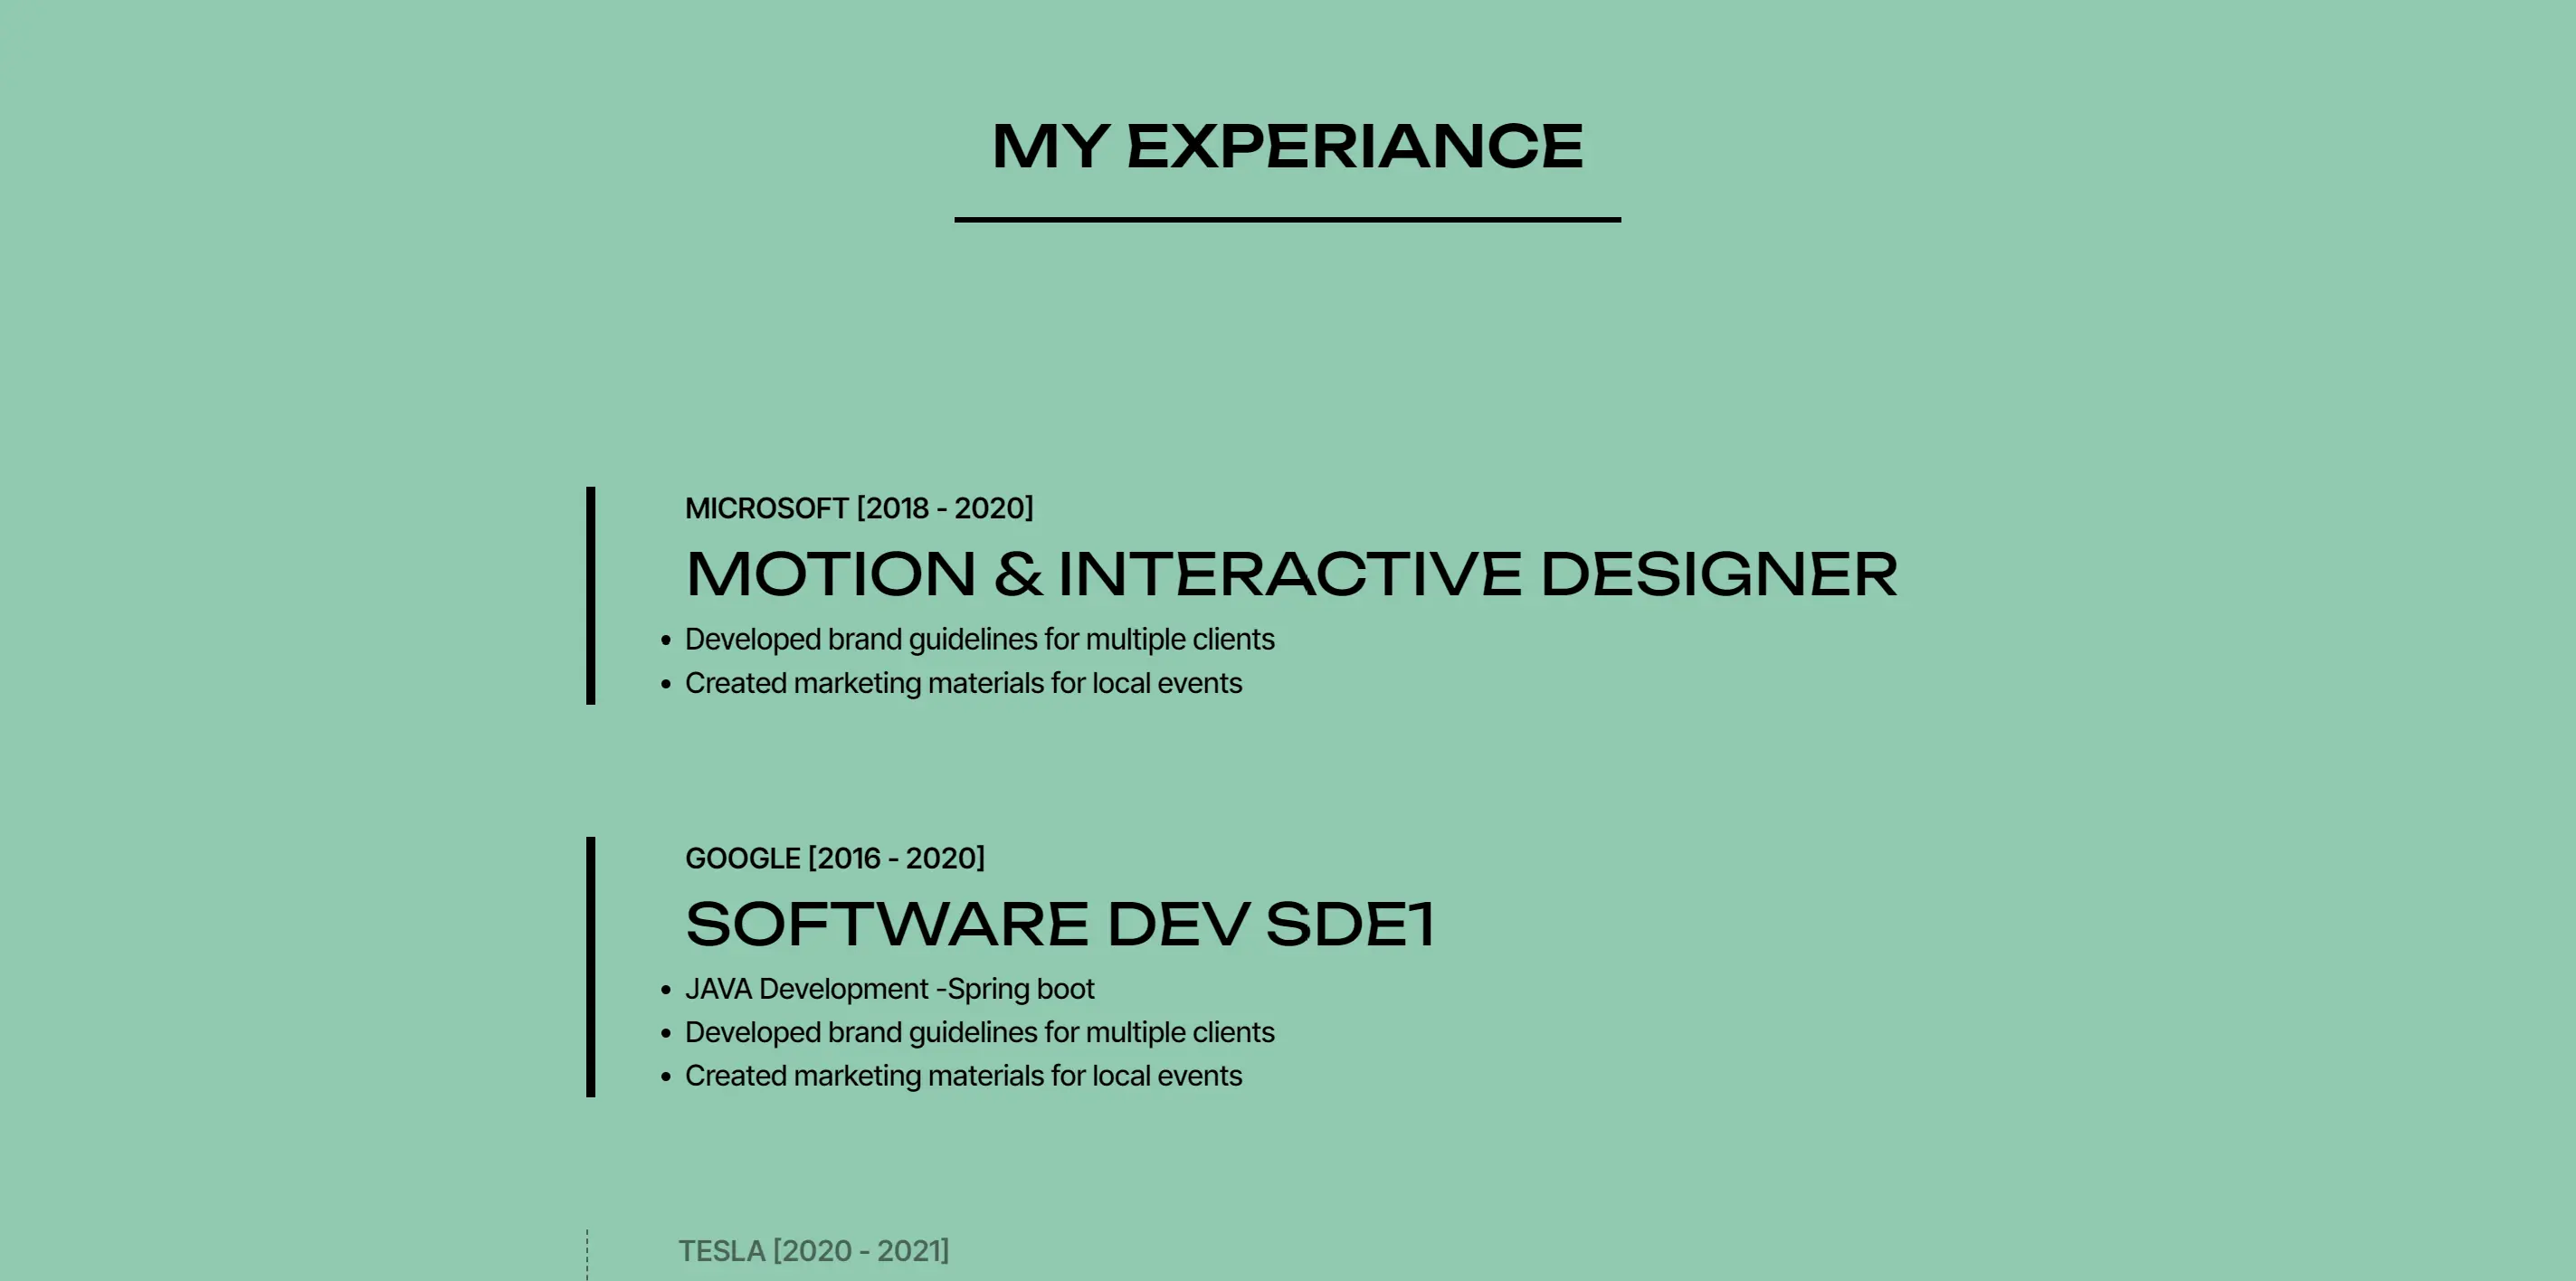 MY EXPERIANCE
MICROSOFT [2018 - 2020]
MOTION & INTERACTIVE DESIGNER
• Developed brand guidelines for multiple clients
• Created marketing materials for local events
GOOGLE [2016 - 2020]
SOFTWARE DEV SDE1
• JAVA Development -Spring boot
• Developed brand guidelines for multiple clients
• Created marketing materials for local events
TESLA [2020 - 2021]